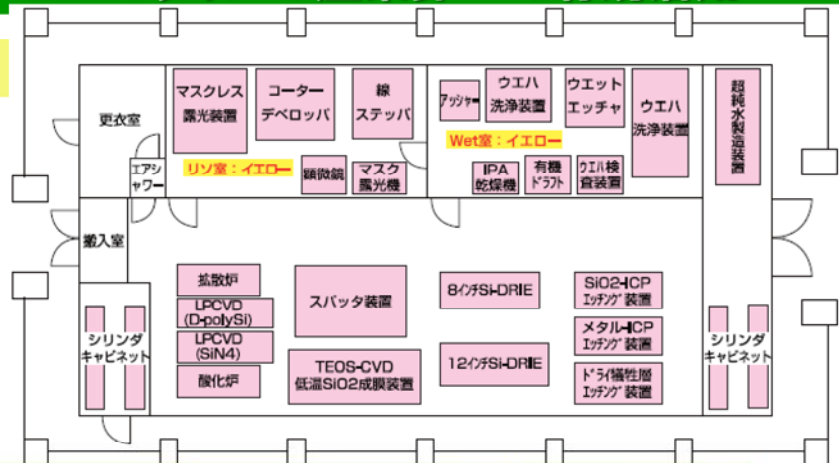 更衣室
エアシ
ャワー
搬入室
マスクレス
露光装置
コーター
デベロッパ
線
ステッパ
リソ室：イエロー
顕微鏡
マスク
露光機
アッシャー
ウエハ
洗浄装置
ウエット
エッチャ
ウエハ
洗浄装置
Wet室：イエロー
IPA
乾燥機
有機
ドラフト
ウエハ検
査装置
超純水製造装置
シリンダ
キャビネット
拡散炉
LPCVD
(D-polySi)
LPCVD
(SiN4)
酸化炉
スパッタ装置
TEOS-CVD
低温SiO2成膜装置
8インチSi-DRIE
12インチSi-DRIE
SiO2-ICP
エッチング装置
メタル-ICP
エッチング装置
ドライ犠牲層
エッチング装置
シリンダ
キャビネット